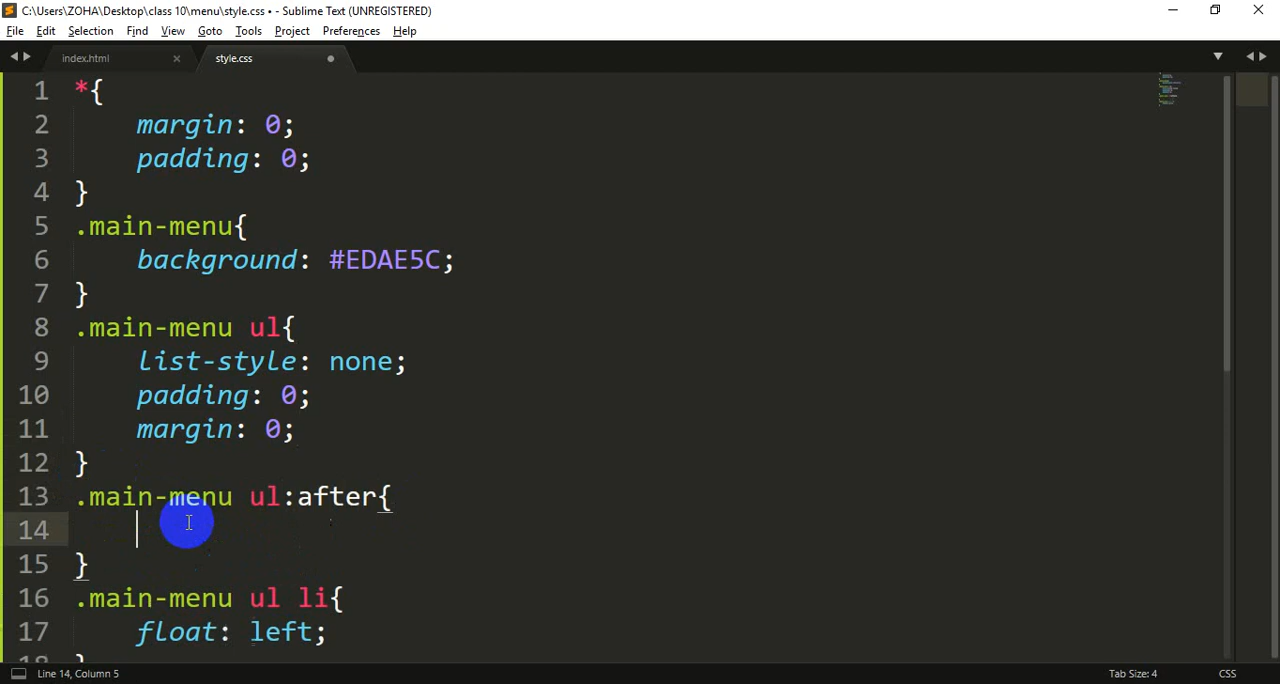 C:\Users\ZOHA\Desktop\class 10\menu\style.css • - Sublime Text (UNREGISTERED)
File Edit Selection Find View Goto Tools Project Preferences Help
index.html style.css
1 *{
2 margin: 0;
3 padding: 0;
4 }
5 .main-menu{
6 background: #EDAE5C;
7 }
8 .main-menu ul{
9 list-style: none;
10 padding: 0;
11 margin: 0;
12 }
13 .main-menu ul:after{
14
15 }
16 .main-menu ul li{
17 float: left;
18 }
Line 14, Column 5 Tab Size: 4 CSS